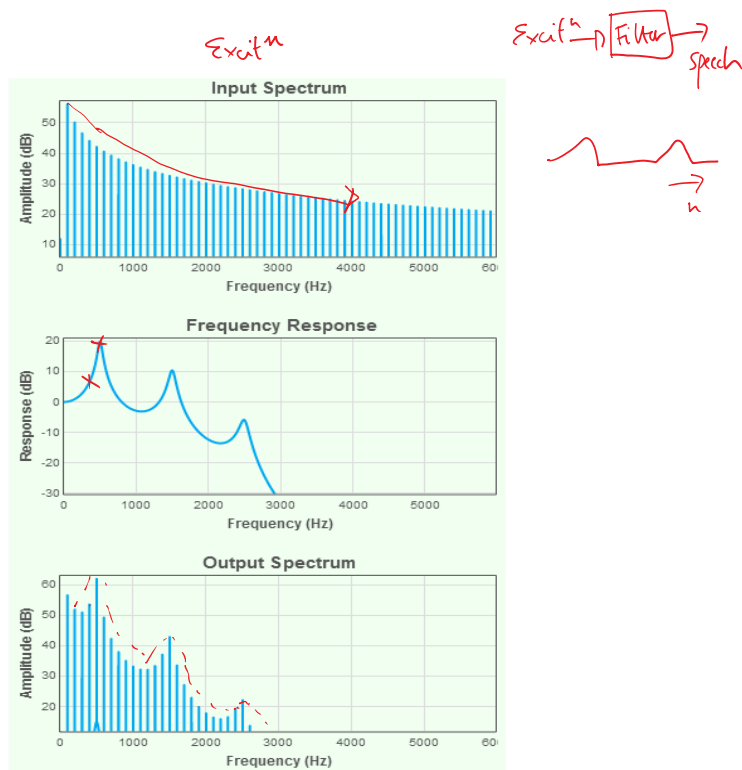 Excitⁿ
Excitⁿ → Filter → speech
n
Input Spectrum
Amplitude (dB)
50
40
30
20
10
0 1000 2000 3000 4000 5000 600
Frequency (Hz)
Frequency Response
Response (dB)
20
10
0
-10
-20
-30
0 1000 2000 3000 4000 5000
Frequency (Hz)
Output Spectrum
Amplitude (dB)
60
50
40
30
20
0 1000 2000 3000 4000 5000 600
Frequency (Hz)